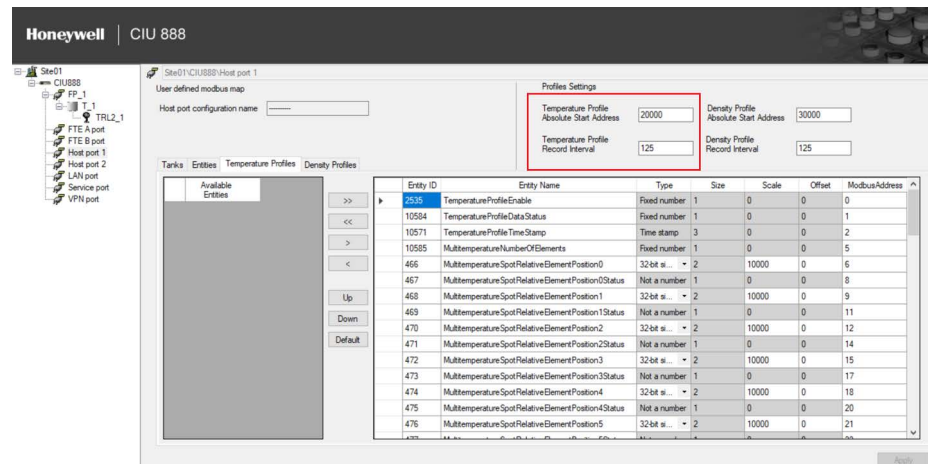 Honeywell | CIU 888
Site01
CIU888
FP_1
T_1
TRL2_1
FTE A port
FTE B port
Host port 1
Host port 2
LAN port
Service port
VPN port
Site01\CIU888\Host port 1
User defined modbus map
Host port configuration name --------
Profiles Settings
Temperature Profile
Absolute Start Address 20000
Density Profile
Absolute Start Address 30000
Temperature Profile
Record Interval 125
Density Profile
Record Interval 125
Tanks Entities Temperature Profiles Density Profiles
Available
Entities
>>
<<
>
<
Up
Down
Default
Entity ID Entity Name Type Size Scale Offset ModbusAddress
2535 TemperatureProfileEnable Fixed number 1 0 0 0
10584 TemperatureProfileDataStatus Fixed number 1 0 0 1
10571 TemperatureProfileTimeStamp Time stamp 3 0 0 2
10585 MultitemperatureNumberOfElements Fixed number 1 0 0 5
466 MultitemperatureSpotRelativeElementPosition0 32-bit si... 2 10000 0 6
467 MultitemperatureSpotRelativeElementPosition0Status Not a number 1 0 0 8
468 MultitemperatureSpotRelativeElementPosition1 32-bit si... 2 10000 0 9
469 MultitemperatureSpotRelativeElementPosition1Status Not a number 1 0 0 11
470 MultitemperatureSpotRelativeElementPosition2 32-bit si... 2 10000 0 12
471 MultitemperatureSpotRelativeElementPosition2Status Not a number 1 0 0 14
472 MultitemperatureSpotRelativeElementPosition3 32-bit si... 2 10000 0 15
473 MultitemperatureSpotRelativeElementPosition3Status Not a number 1 0 0 17
474 MultitemperatureSpotRelativeElementPosition4 32-bit si... 2 10000 0 18
475 MultitemperatureSpotRelativeElementPosition4Status Not a number 1 0 0 20
476 MultitemperatureSpotRelativeElementPosition5 32-bit si... 2 10000 0 21
Apply